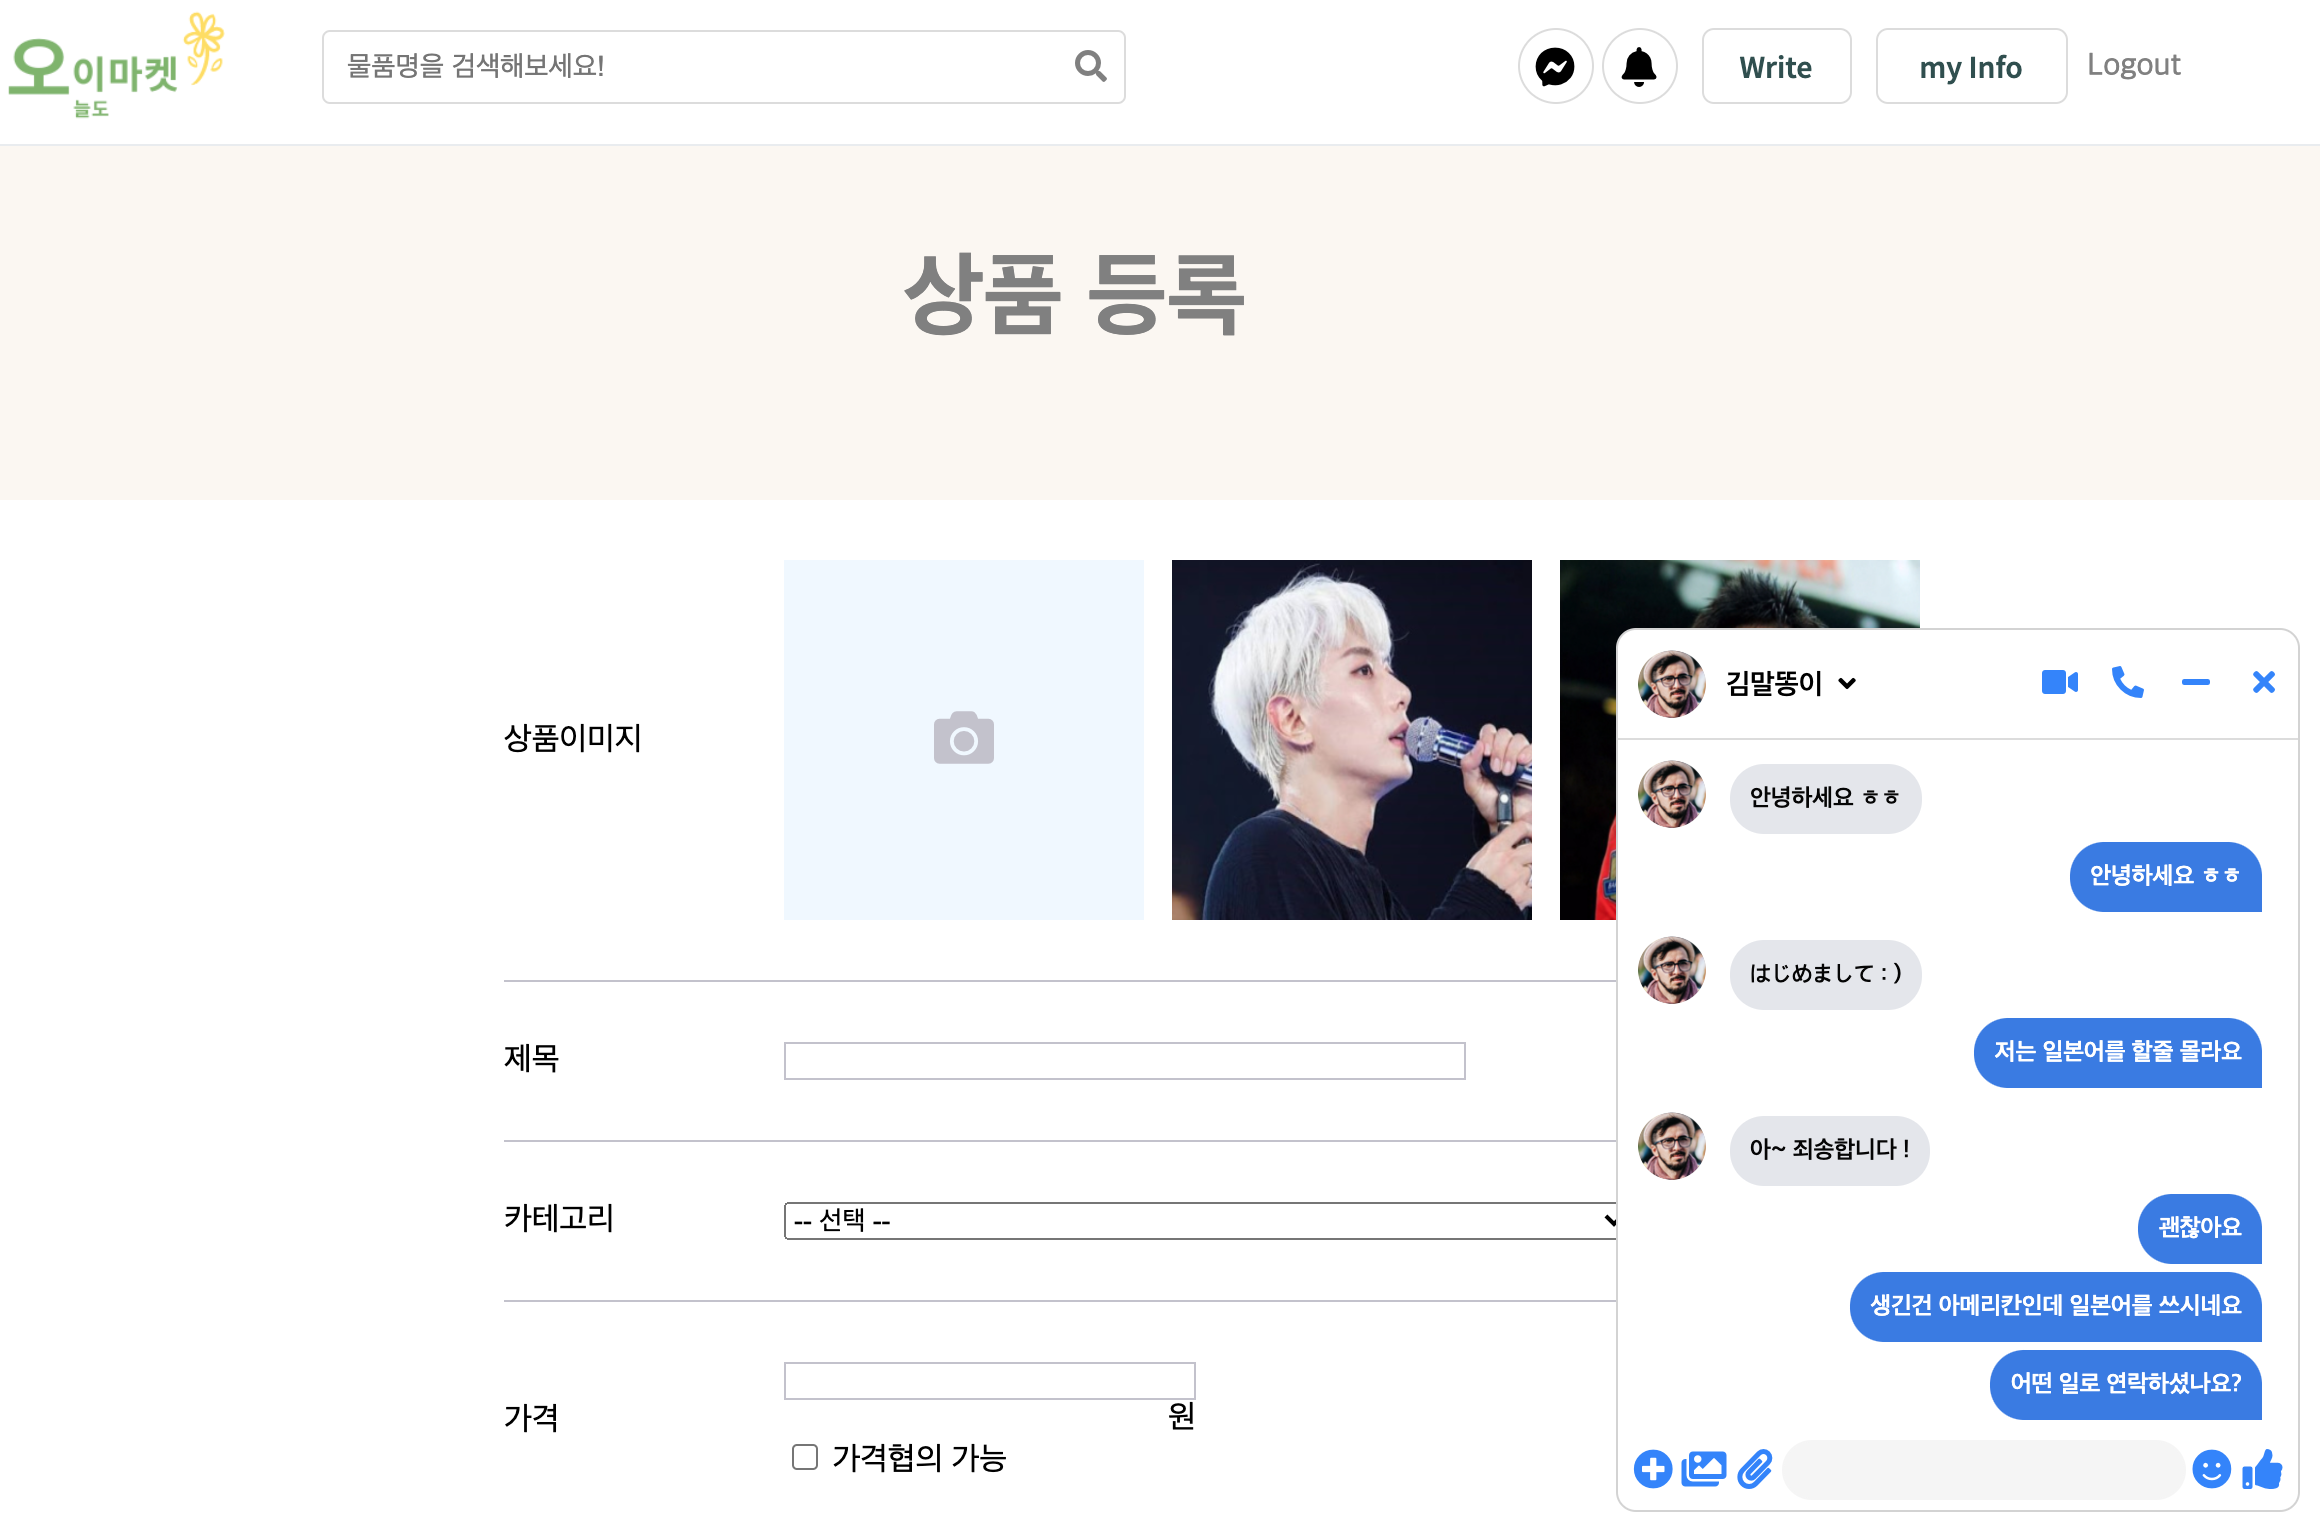 오이마켓
늘도
물품명을 검색해보세요!
Write
my Info
Logout
상품 등록
상품이미지
제목
카테고리
-- 선택 --
가격
원
가격협의 가능
김말똥이
안녕하세요 ㅎㅎ
안녕하세요 ㅎㅎ
はじめまして : )
저는 일본어를 할줄 몰라요
아~ 죄송합니다 !
괜찮아요
생긴건 아메리칸인데 일본어를 쓰시네요
어떤 일로 연락하셨나요?